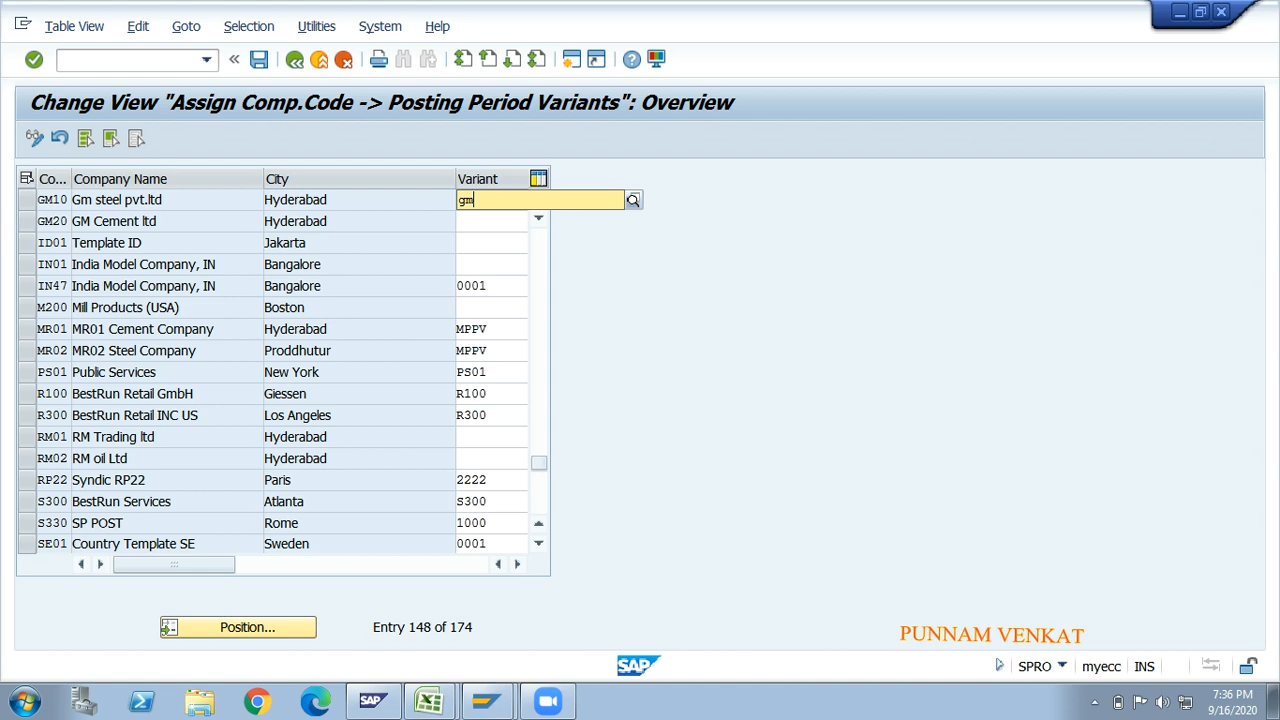 Table View Edit Goto Selection Utilities System Help
Change View "Assign Comp.Code -> Posting Period Variants": Overview
Co... Company Name City Variant
GM10 Gm steel pvt.ltd Hyderabad gm
GM20 GM Cement ltd Hyderabad
ID01 Template ID Jakarta
IN01 India Model Company, IN Bangalore
IN47 India Model Company, IN Bangalore 0001
M200 Mill Products (USA) Boston
MR01 MR01 Cement Company Hyderabad MPPV
MR02 MR02 Steel Company Proddhutur MPPV
PS01 Public Services New York PS01
R100 BestRun Retail GmbH Giessen R100
R300 BestRun Retail INC US Los Angeles R300
RM01 RM Trading ltd Hyderabad
RM02 RM oil Ltd Hyderabad
RP22 Syndic RP22 Paris 2222
S300 BestRun Services Atlanta S300
S330 SP POST Rome 1000
SE01 Country Template SE Sweden 0001
Position... Entry 148 of 174
PUNNAM VENKAT
SAP SPRO myecc INS
SAP
7:36 PM
9/16/2020